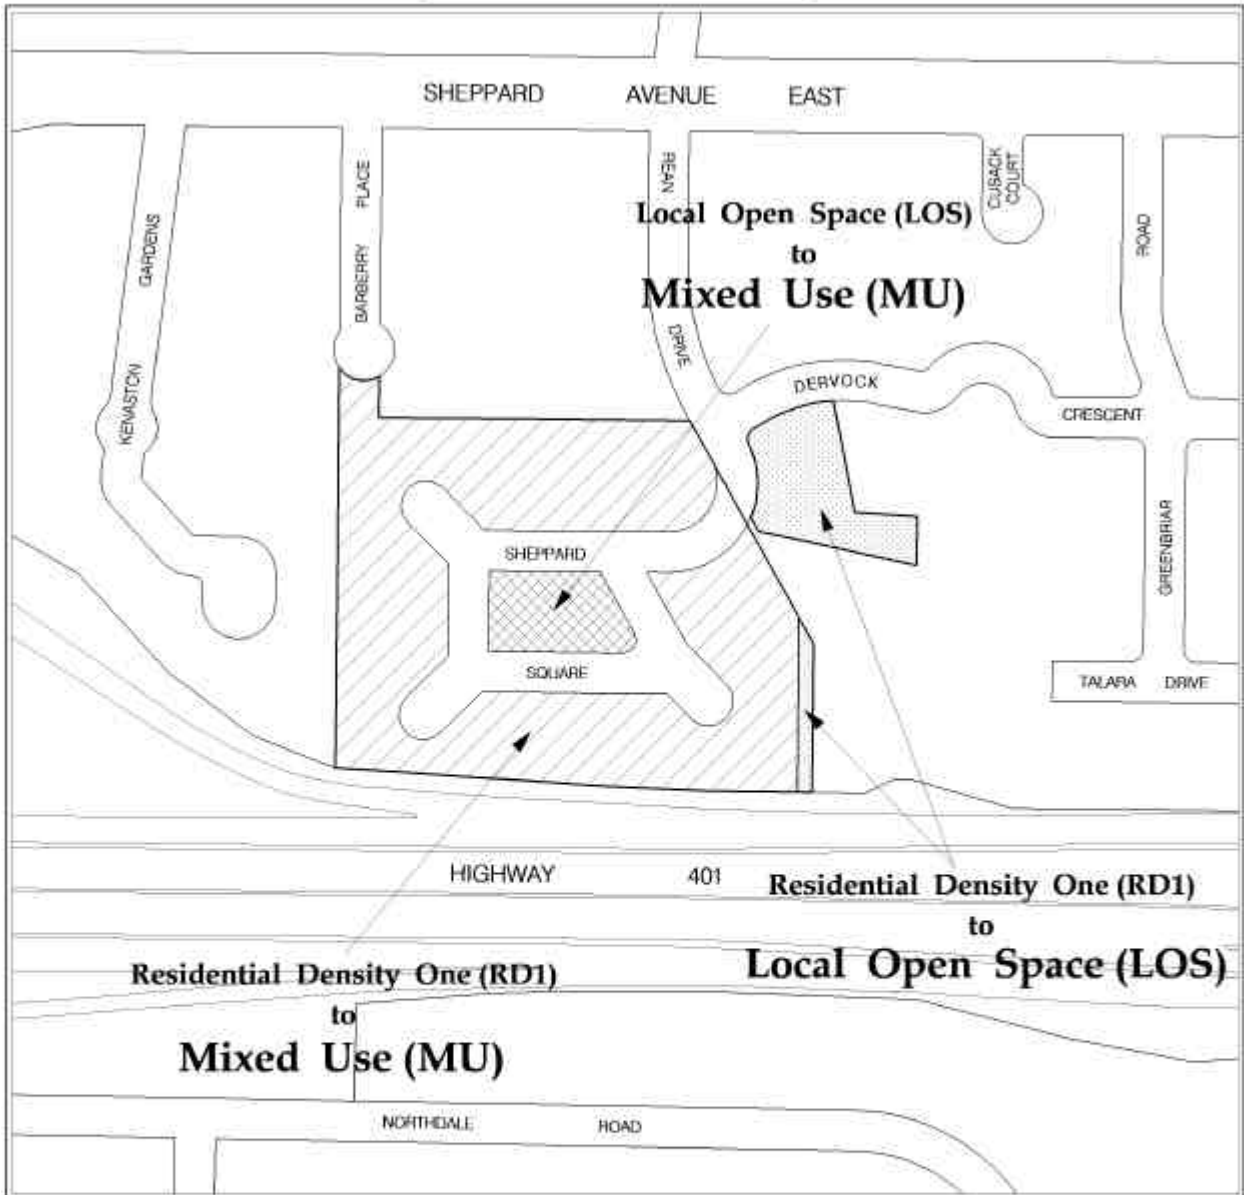 SHEPPARD AVENUE EAST
KENASTON GARDENS
BARBERRY PLACE
REAN DRIVE
CUSACK
COURT
ROAD
Local Open Space (LOS)
to
Mixed Use (MU)
DERVOCK
CRESCENT
GREENBRIAR
SHEPPARD
SQUARE
TALARA DRIVE
HIGHWAY 401
Residential Density One (RD1)
to
Local Open Space (LOS)
Residential Density One (RD1)
to
Mixed Use (MU)
NORTHDALE ROAD